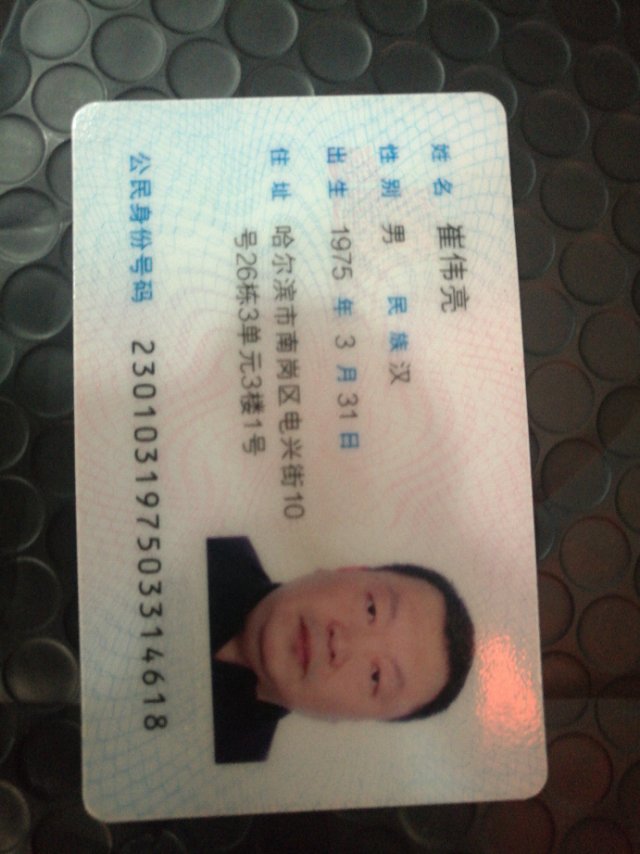 姓名 崔伟亮
性别 男 民族 汉
出生 1975 年 3 月 31 日
住址 哈尔滨市南岗区电兴街10
号26栋3单元3楼1号
公民身份号码 230103197503314618